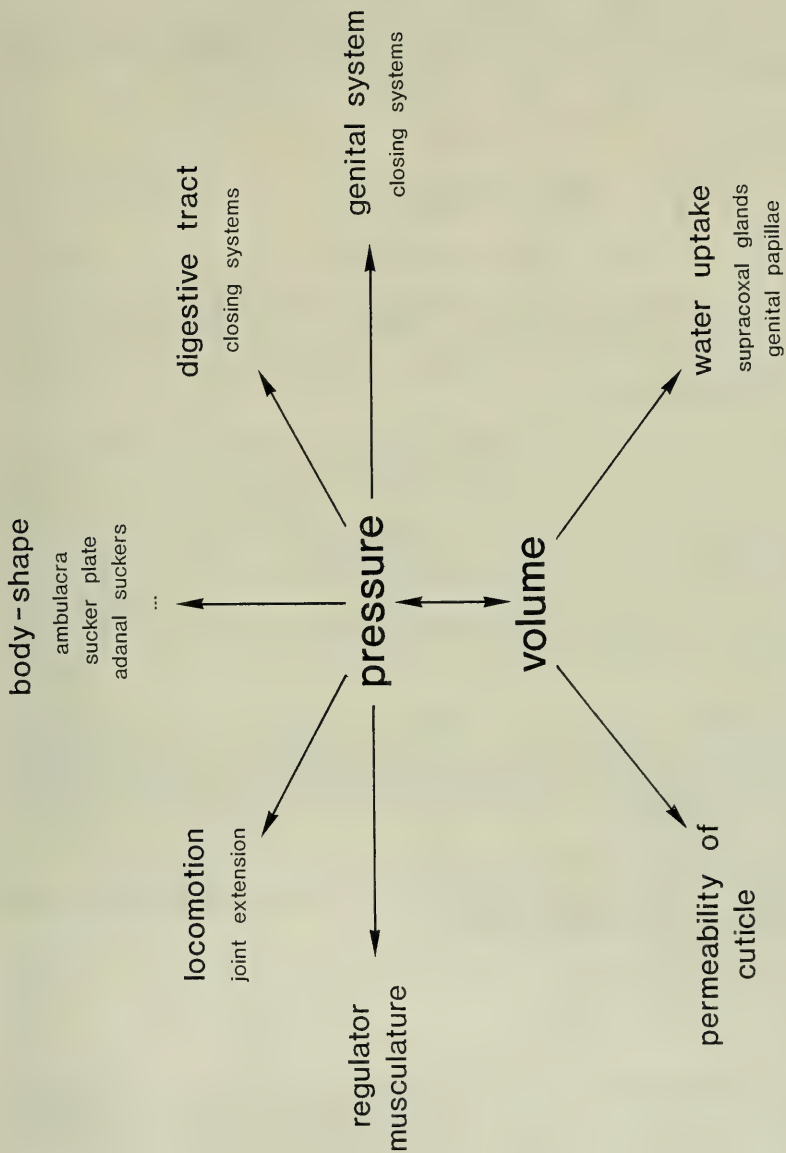 body-shape
ambulacra
sucker plate
adanal suckers
...
locomotion
joint extension
digestive tract
closing systems
regulator
musculature
pressure
genital system
closing systems
volume
permeability of
cuticle
water uptake
supracoxal glands
genital papillae